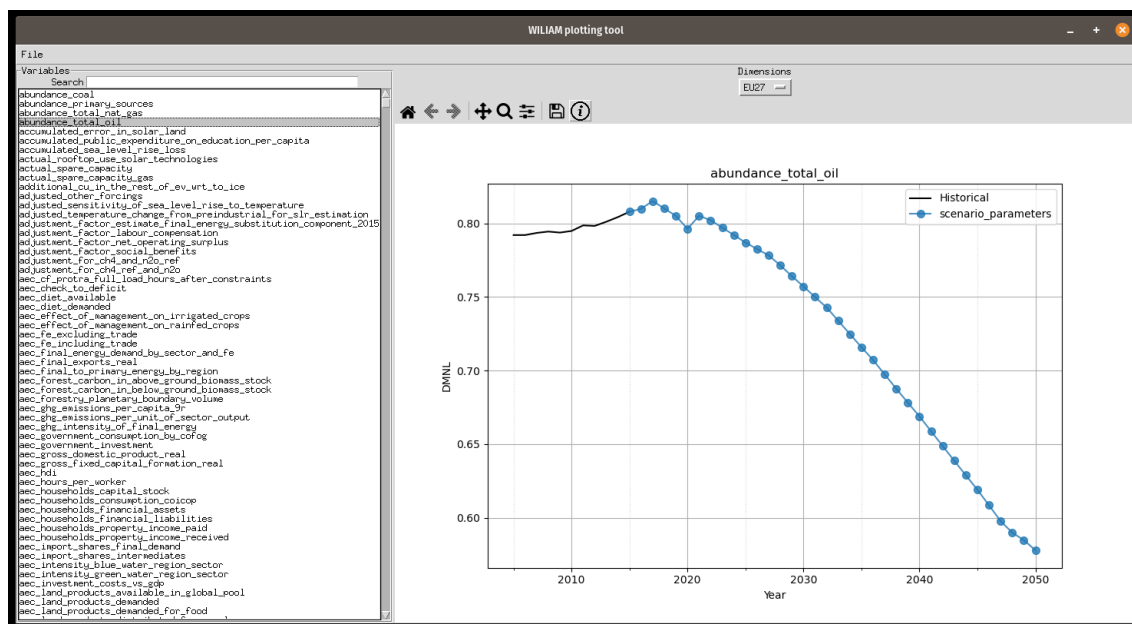 WILIAM plotting tool
File
Variables
Search
abundance_coal
abundance_primary_sources
abundance_total_nat_gas
abundance_total_oil
accumulated_error_in_solar_land
accumulated_public_expenditure_on_education_per_capita
accumulated_sea_level_rise_loss
actual_rooftop_use_solar_technologies
actual_spare_capacity
actual_spare_capacity_gas
additional_cu_in_the_rest_of_ev_wrt_to_ice
adjusted_other_forcings
adjusted_sensitivity_of_sea_level_rise_to_temperature
adjusted_temperature_change_from_preindustrial_for_slr_estimation
adjustment_factor_estimate_final_energy_substitution_component_2015
adjustment_factor_labour_compensation
adjustment_factor_net_operating_surplus
adjustment_factor_social_benefits
adjustment_for_ch4_and_n2o_ref
adjustment_for_ch4_ref_and_n2o
aec_cf_protra_full_load_hours_after_constraints
aec_check_to_deficit
aec_diet_available
aec_diet_demanded
aec_effect_of_management_on_irrigated_crops
aec_effect_of_management_on_rainfed_crops
aec_fe_excluding_trade
aec_fe_including_trade
aec_final_energy_demand_by_sector_and_fe
aec_final_exports_real
aec_final_to_primary_energy_by_region
aec_forest_carbon_in_above_ground_biomass_stock
aec_forest_carbon_in_below_ground_biomass_stock
aec_forestry_planetary_boundary_volume
aec_ghg_emissions_per_capita_9r
aec_ghg_emissions_per_unit_of_sector_output
aec_ghg_intensity_of_final_energy
aec_government_consumption_by_cofog
aec_government_investment
aec_gross_domestic_product_real
aec_gross_fixed_capital_formation_real
aec_hdi
aec_hours_per_worker
aec_households_capital_stock
aec_households_consumption_coicop
aec_households_financial_assets
aec_households_financial_liabilities
aec_households_property_income_paid
aec_households_property_income_received
aec_import_shares_final_demand
aec_import_shares_intermediates
aec_intensity_blue_water_region_sector
aec_intensity_green_water_region_sector
aec_investment_costs_vs_gdp
aec_land_products_available_in_global_pool
aec_land_products_demanded
aec_land_products_demanded_for_food
Dimensions
EU27
abundance_total_oil
Historical
scenario_parameters
0.80
0.75
0.70
0.65
0.60
DMNL
2010
2020
2030
2040
2050
Year